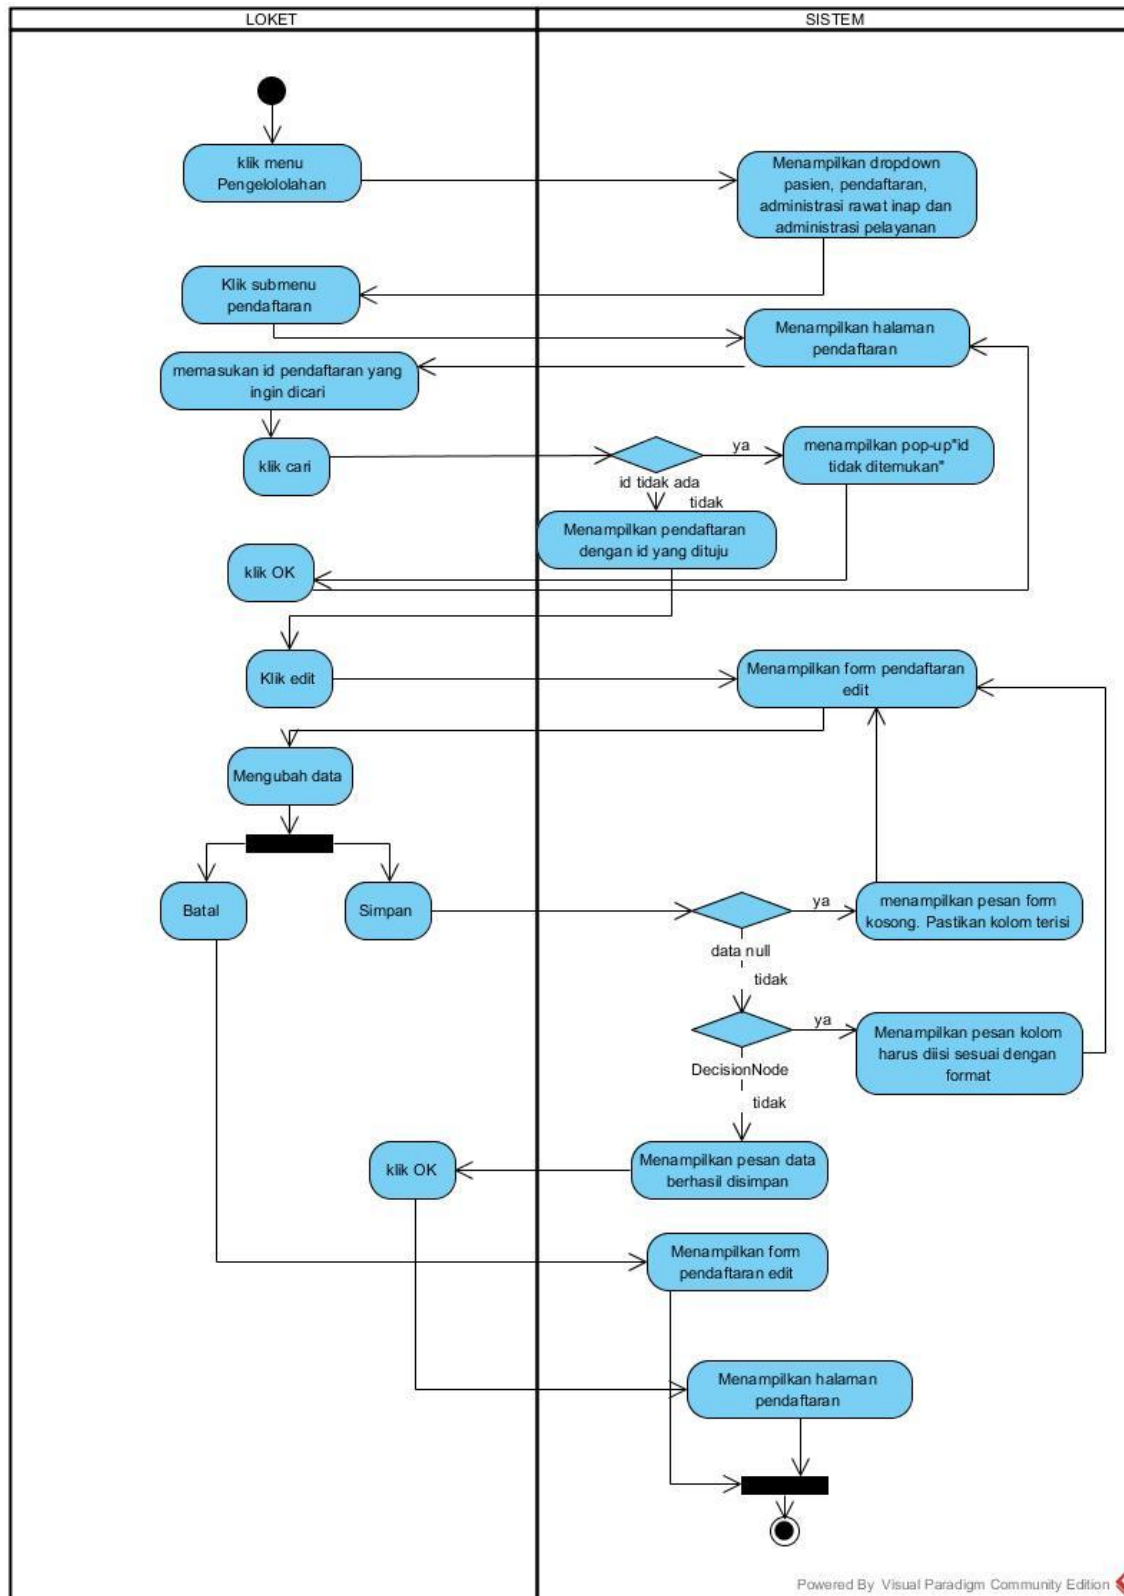 LOKET
SISTEM
klik menu
Pengelololahan
Menampilkan dropdown
pasien, pendaftaran,
administrasi rawat inap dan
administrasi pelayanan
Klik submenu
pendaftaran
Menampilkan halaman
pendaftaran
memasukan id pendaftaran yang
ingin dicari
klik cari
id tidak ada
ya
tidak
menampilkan pop-up"id
tidak ditemukan"
Menampilkan pendaftaran
dengan id yang dituju
klik OK
Klik edit
Menampilkan form pendaftaran
edit
Mengubah data
Batal
Simpan
data null
ya
tidak
menampilkan pesan form
kosong. Pastikan kolom terisi
DecisionNode
ya
tidak
Menampilkan pesan kolom
harus diisi sesuai dengan
format
klik OK
Menampilkan pesan data
berhasil disimpan
Menampilkan form
pendaftaran edit
Menampilkan halaman
pendaftaran
Powered By Visual Paradigm Community Edition